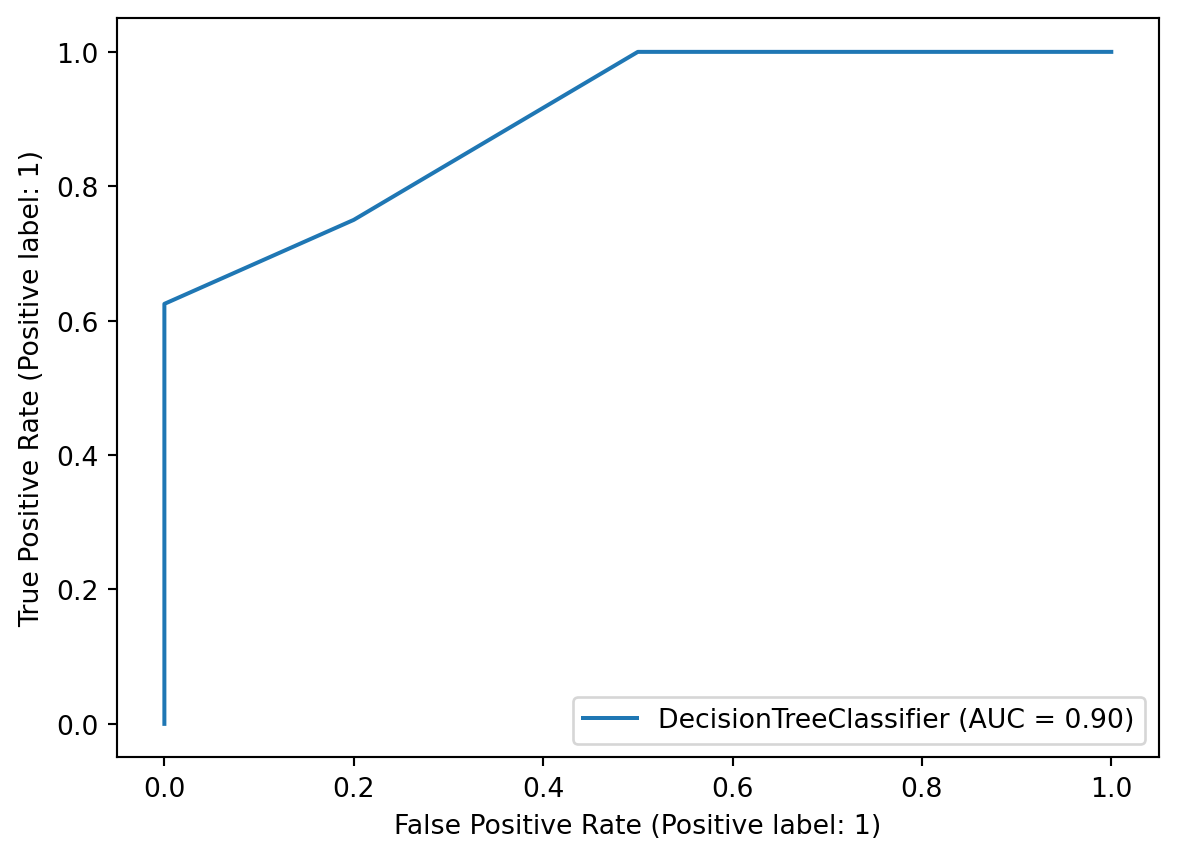 True Positive Rate (Positive label: 1)
1.0
0.8
0.6
0.4
0.2
0.0
DecisionTreeClassifier (AUC = 0.90)
0.0 0.2 0.4 0.6 0.8 1.0
False Positive Rate (Positive label: 1)